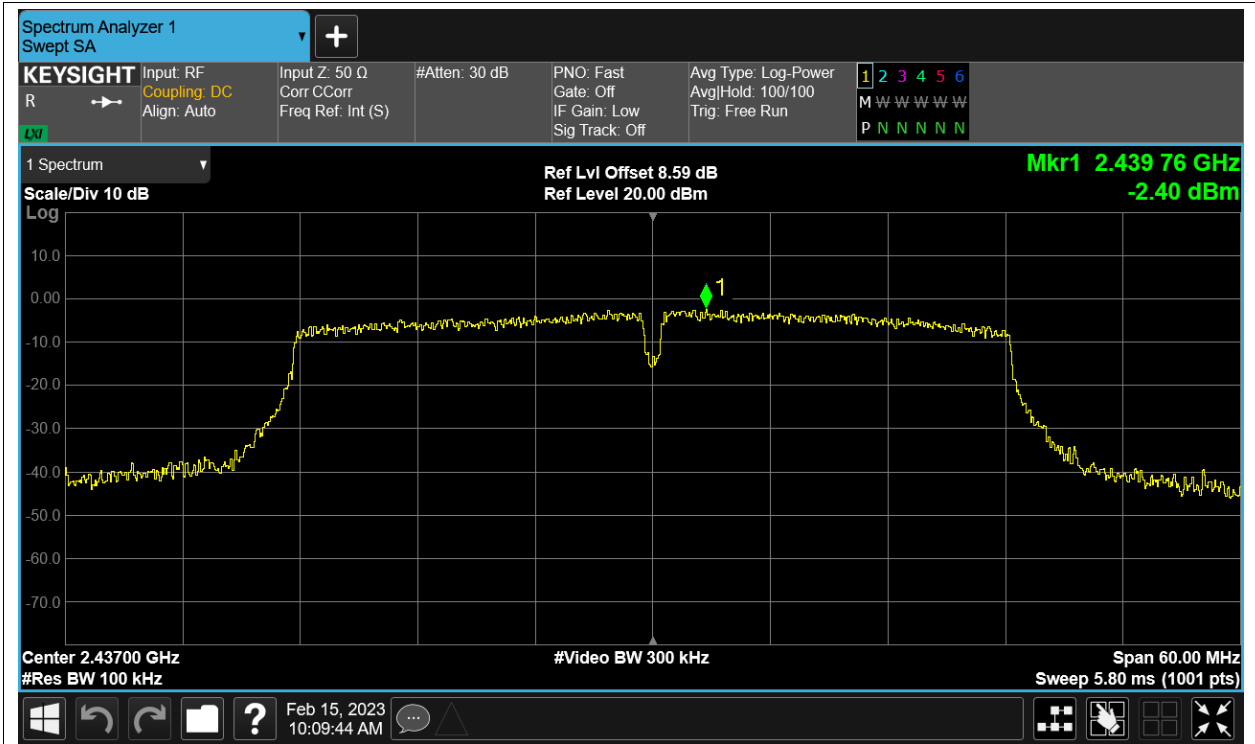 Spectrum Analyzer 1
Swept SA
KEYSIGHT
R
LXI
Input: RF
Coupling: DC
Align: Auto
Input Z: 50 Ω
Corr CCorr
Freq Ref: Int (S)
#Atten: 30 dB
PNO: Fast
Gate: Off
IF Gain: Low
Sig Track: Off
Avg Type: Log-Power
Avg|Hold: 100/100
Trig: Free Run
1 2 3 4 5 6
M W W W W W
P N N N N N
1 Spectrum
Scale/Div 10 dB
Log
Ref Lvl Offset 8.59 dB
Ref Level 20.00 dBm
Mkr1 2.439 76 GHz
-2.40 dBm
10.0
0.00
-10.0
-20.0
-30.0
-40.0
-50.0
-60.0
-70.0
1
Center 2.43700 GHz
#Res BW 100 kHz
#Video BW 300 kHz
Span 60.00 MHz
Sweep 5.80 ms (1001 pts)
?
Feb 15, 2023
10:09:44 AM